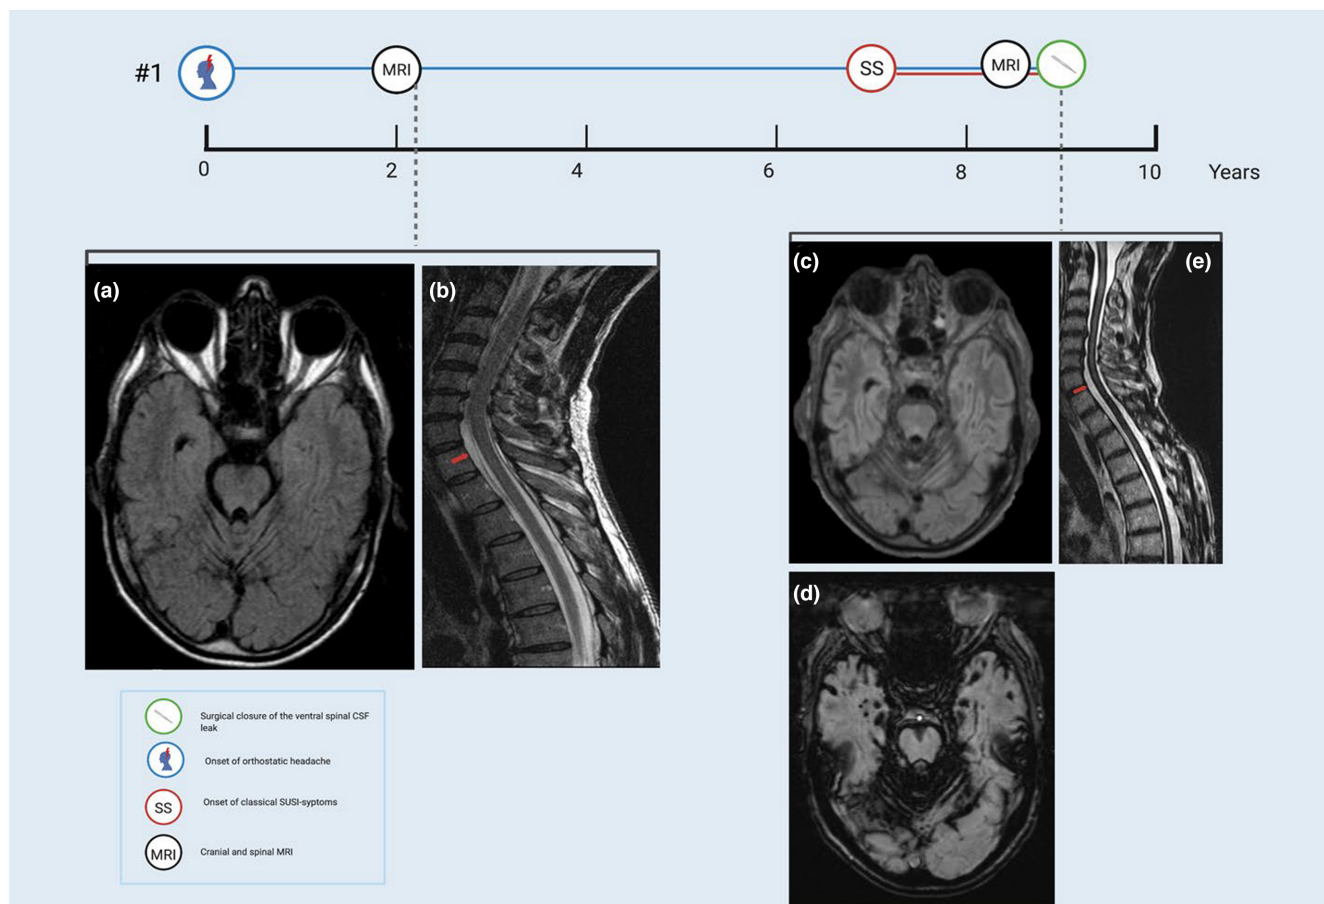 #1
MRI
SS
MRI
0
2
4
6
8
10
Years
(a)
(b)
(c)
(e)
(d)
Surgical closure of the ventral spinal CSF
leak
Onset of orthostatic headache
SS
Onset of classical SUSI-syptoms
MRI
Cranial and spinal MRI